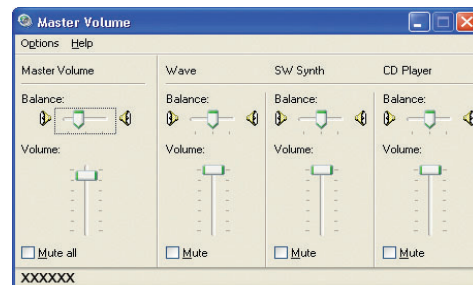 Master Volume
Options Help
Master Volume Wave SW Synth CD Player
Balance: Balance: Balance: Balance:
Volume: Volume: Volume: Volume:
Mute all Mute Mute Mute
XXXXXX